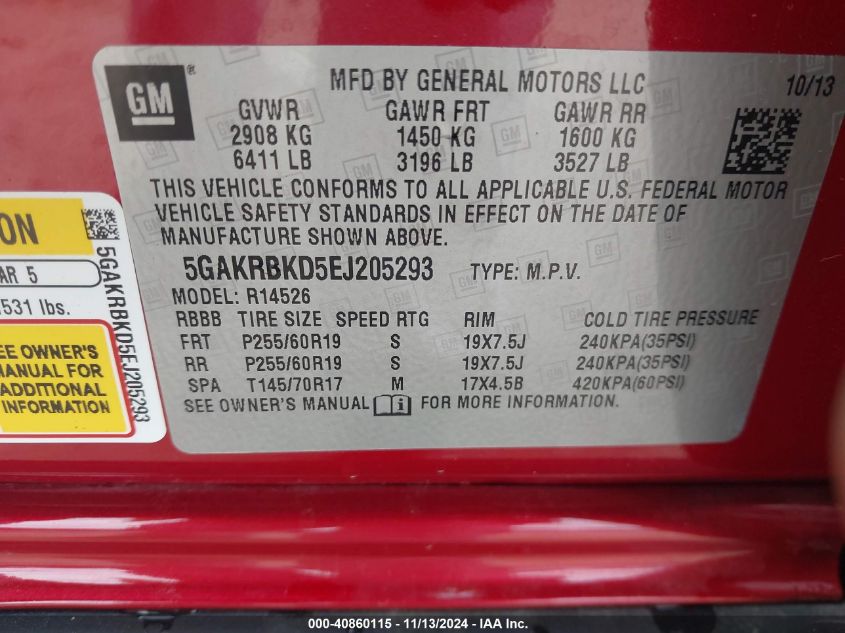 GM ®
MFD BY GENERAL MOTORS LLC 10/13
GVWR GAWR FRT GAWR RR
2908 KG 1450 KG 1600 KG
6411 LB 3196 LB 3527 LB
THIS VEHICLE CONFORMS TO ALL APPLICABLE U.S. FEDERAL MOTOR
VEHICLE SAFETY STANDARDS IN EFFECT ON THE DATE OF
MANUFACTURE SHOWN ABOVE.
5GAKRBKD5EJ205293 TYPE: M.P.V.
MODEL: R14526
RBBB TIRE SIZE SPEED RTG RIM COLD TIRE PRESSURE
FRT P255/60R19 S 19X7.5J 240KPA(35PSI)
RR P255/60R19 S 19X7.5J 240KPA(35PSI)
SPA T145/70R17 M 17X4.5B 420KPA(60PSI)
SEE OWNER'S MANUAL i FOR MORE INFORMATION.
ON
AR 5
531 lbs.
EE OWNER'S
MANUAL FOR
ADDITIONAL
INFORMATION
5GAKRBKD5EJ205293
000-40860115 - 11/13/2024 - IAA Inc.